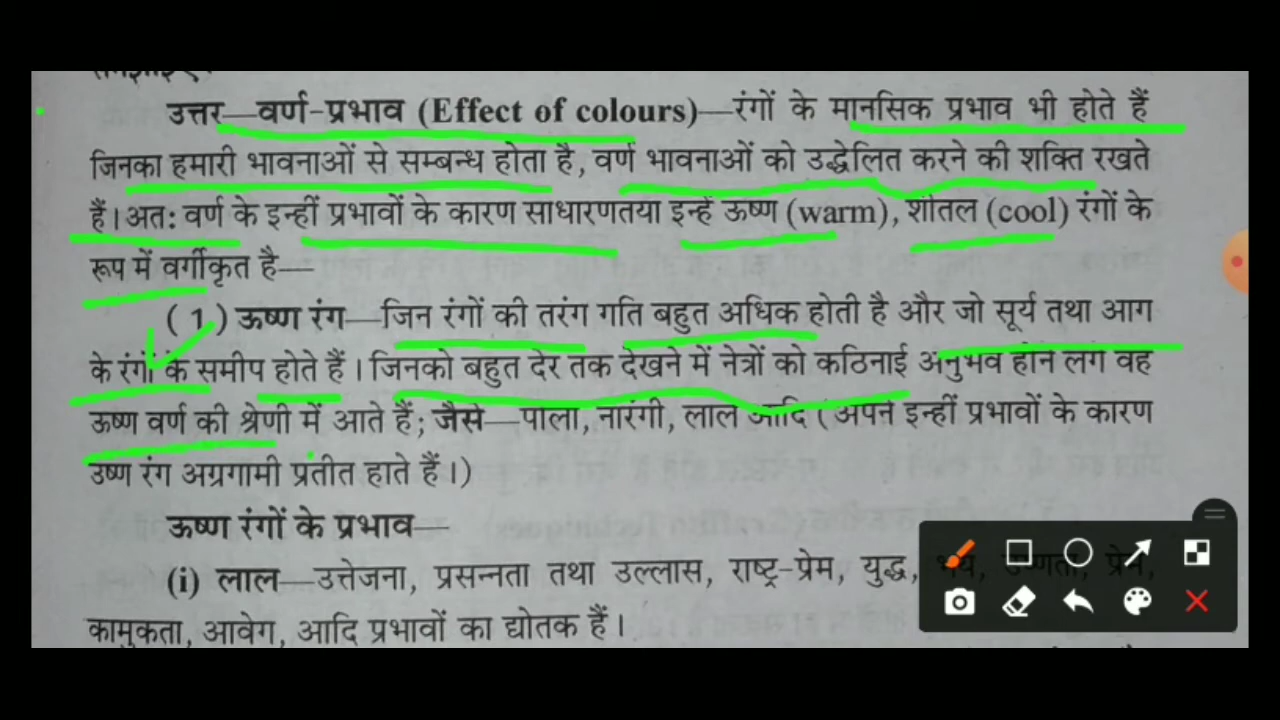 उत्तर—वर्ण-प्रभाव (Effect of colours)—रंगों के मानसिक प्रभाव भी होते हैं
जिनका हमारी भावनाओं से सम्बन्ध होता है, वर्ण भावनाओं को उद्धेलित करने की शक्ति रखते
हैं। अतः वर्ण के इन्हीं प्रभावों के कारण साधारणतया इन्हें ऊष्ण (warm), शीतल (cool) रंगों के
रूप में वर्गीकृत है—
( 1 ) ऊष्ण रंग—जिन रंगों की तरंग गति बहुत अधिक होती है और जो सूर्य तथा आग
के रंगों के समीप होते हैं। जिनको बहुत देर तक देखने में नेत्रों को कठिनाई अनुभव होने लगे वह
ऊष्ण वर्ण की श्रेणी में आते हैं; जैसे—पीला, नारंगी, लाल आदि (अपने इन्हीं प्रभावों के कारण
उष्ण रंग अग्रगामी प्रतीत होते हैं।)
ऊष्ण रंगों के प्रभाव—
(i) लाल—उत्तेजना, प्रसन्नता तथा उल्लास, राष्ट्र-प्रेम, युद्ध, भय, उष्णता, प्रेम,
कामुकता, आवेग, आदि प्रभावों का द्योतक हैं।